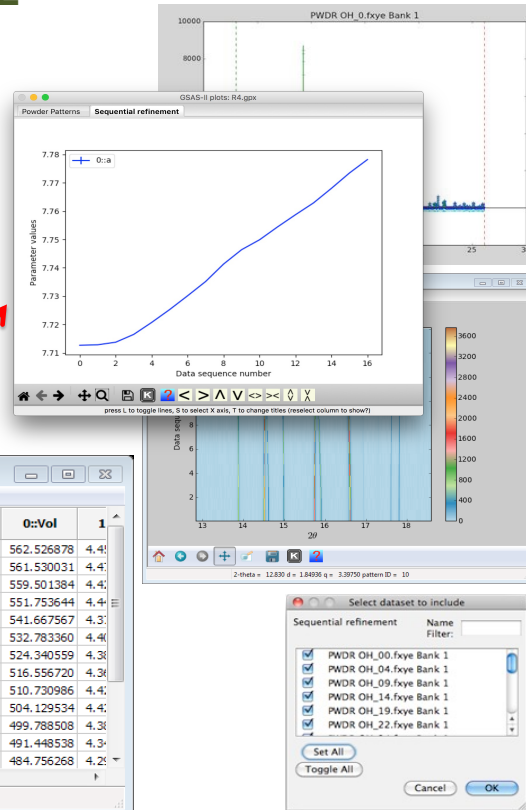 PWDR OH_0.fxye Bank 1
10000
8000
25
GSAS-II plots: R4.gpx
Powder Patterns Sequential refinement
0::a
7.78
7.77
7.76
7.75
7.74
7.73
7.72
7.71
Parameter values
0 2 4 6 8 10 12 14 16
Data sequence number
press L to toggle lines, S to select X axis, T to change titles (reselect column to show?)
3600
3200
2800
2400
2000
1600
1200
800
400
0
8
6
4
2
13 14 15 16 17 18
2θ
2-theta = 12.830 d = 1.84936 q = 3.39750 pattern ID = 10
0::Vol
562.526878
561.530031
559.501384
551.753644
541.667567
532.783360
524.340559
516.556720
510.730986
504.129534
499.788508
491.448538
484.756268
Select dataset to include
Sequential refinement
Name
Filter:
PWDR OH_00.fxye Bank 1
PWDR OH_04.fxye Bank 1
PWDR OH_09.fxye Bank 1
PWDR OH_14.fxye Bank 1
PWDR OH_19.fxye Bank 1
PWDR OH_22.fxye Bank 1
Set All
Toggle All
Cancel OK